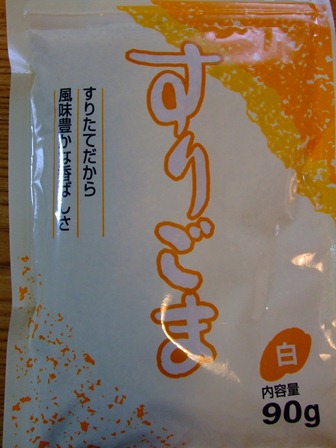 すりごま
すりたてだから
風味豊かな香ばしさ
白
内容量
90g